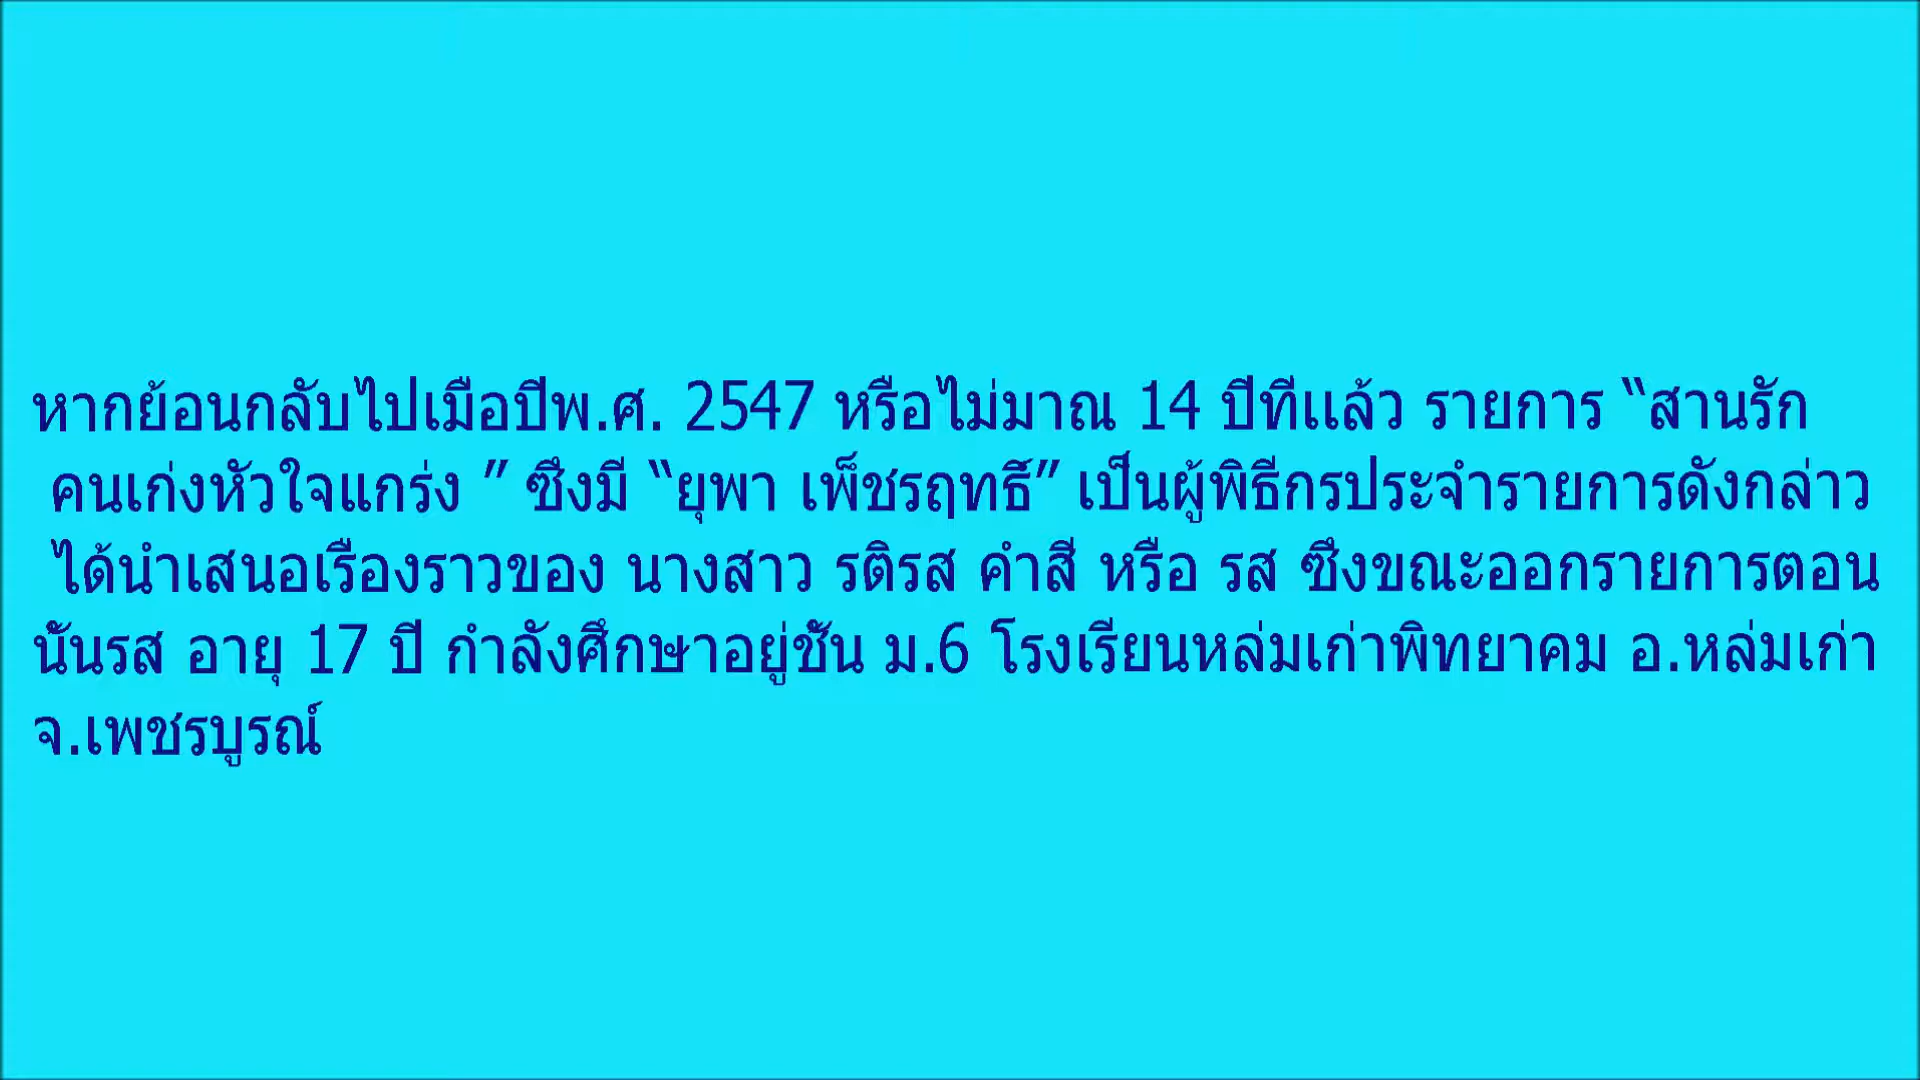 หากย้อนกลับไปเมื่อปีพ.ศ. 2547 หรือไม่มาณ 14 ปีที่แล้ว รายการ “สานรัก
คนเก่งหัวใจแกร่ง ” ซึ่งมี “ยุพา เพ็ชรฤทธิ์” เป็นผู้พิธีกรประจำรายการดังกล่าว
ได้นำเสนอเรื่องราวของ นางสาว รติรส คำสี หรือ รส ซึ่งขณะออกรายการตอน
นั้นรส อายุ 17 ปี กำลังศึกษาอยู่ชั้น ม.6 โรงเรียนหล่มเก่าพิทยาคม อ.หล่มเก่า
จ.เพชรบูรณ์